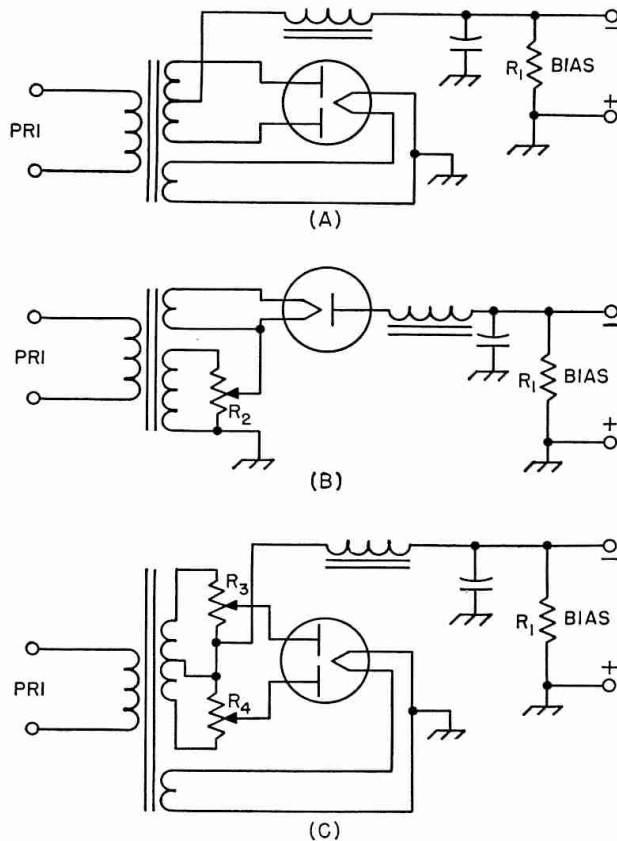 R1 BIAS
−
+
PRI
(A)
PRI
R2
R1 BIAS
−
+
(B)
R3
R4
PRI
R1 BIAS
−
+
(C)